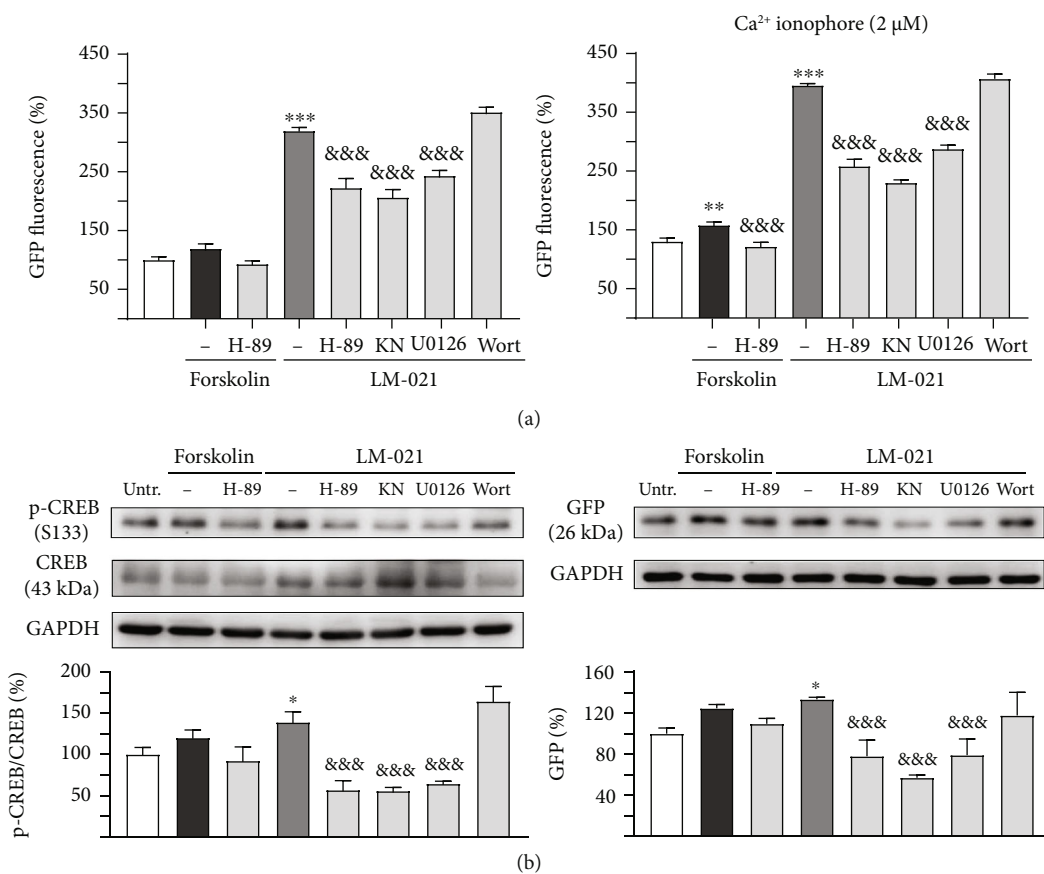 Ca²⁺ ionophore (2 µM)
GFP fluorescence (%)
450
350
250
150
50
***
&&&
&&&
&&&
– H-89 – H-89 KN U0126 Wort
Forskolin LM-021
GFP fluorescence (%)
450
350
250
150
50
**
&&&
***
&&&
&&&
&&&
– H-89 – H-89 KN U0126 Wort
Forskolin LM-021
(a)
Forskolin LM-021
Untr. – H-89 – H-89 KN U0126 Wort
p-CREB
(S133)
CREB
(43 kDa)
GAPDH
p-CREB/CREB (%)
200
150
100
50
*
&&& &&& &&&
Forskolin LM-021
Untr. – H-89 – H-89 KN U0126 Wort
GFP
(26 kDa)
GAPDH
GFP (%)
160
120
80
40
*
&&&
&&&
&&&
(b)